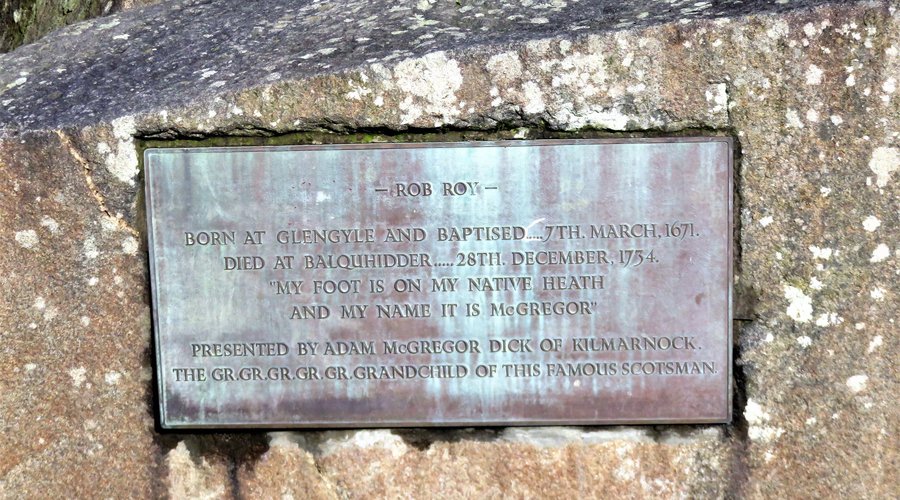 — ROB ROY —
BORN AT GLENGYLE AND BAPTISED....7TH. MARCH, 1671.
DIED AT BALQUHIDDER.....28TH. DECEMBER, 1734.
"MY FOOT IS ON MY NATIVE HEATH
AND MY NAME IT IS McGREGOR"
PRESENTED BY ADAM McGREGOR DICK OF KILMARNOCK.
THE GR.GR.GR.GR.GR.GRANDCHILD OF THIS FAMOUS SCOTSMAN.